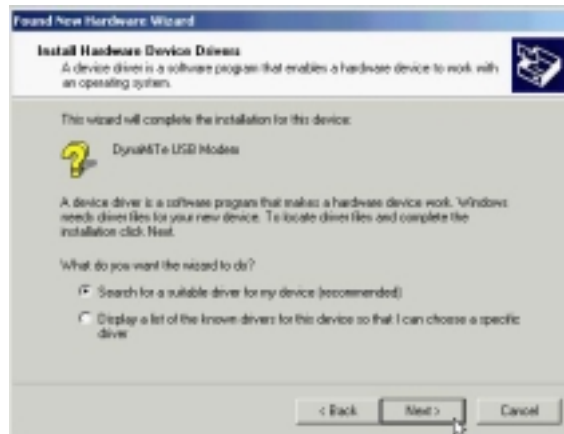 Found New Hardware Wizard
Install Hardware Device Drivers
A device driver is a software program that enables a hardware device to work with
an operating system.
This wizard will complete the installation for this device:
DynaMiTe USB Modem
A device driver is a software program that makes a hardware device work. Windows
needs driver files for your new device. To locate driver files and complete the
installation click Next.
What do you want the wizard to do?
Search for a suitable driver for my device (recommended)
Display a list of the known drivers for this device so that I can choose a specific
driver
< Back
Next >
Cancel